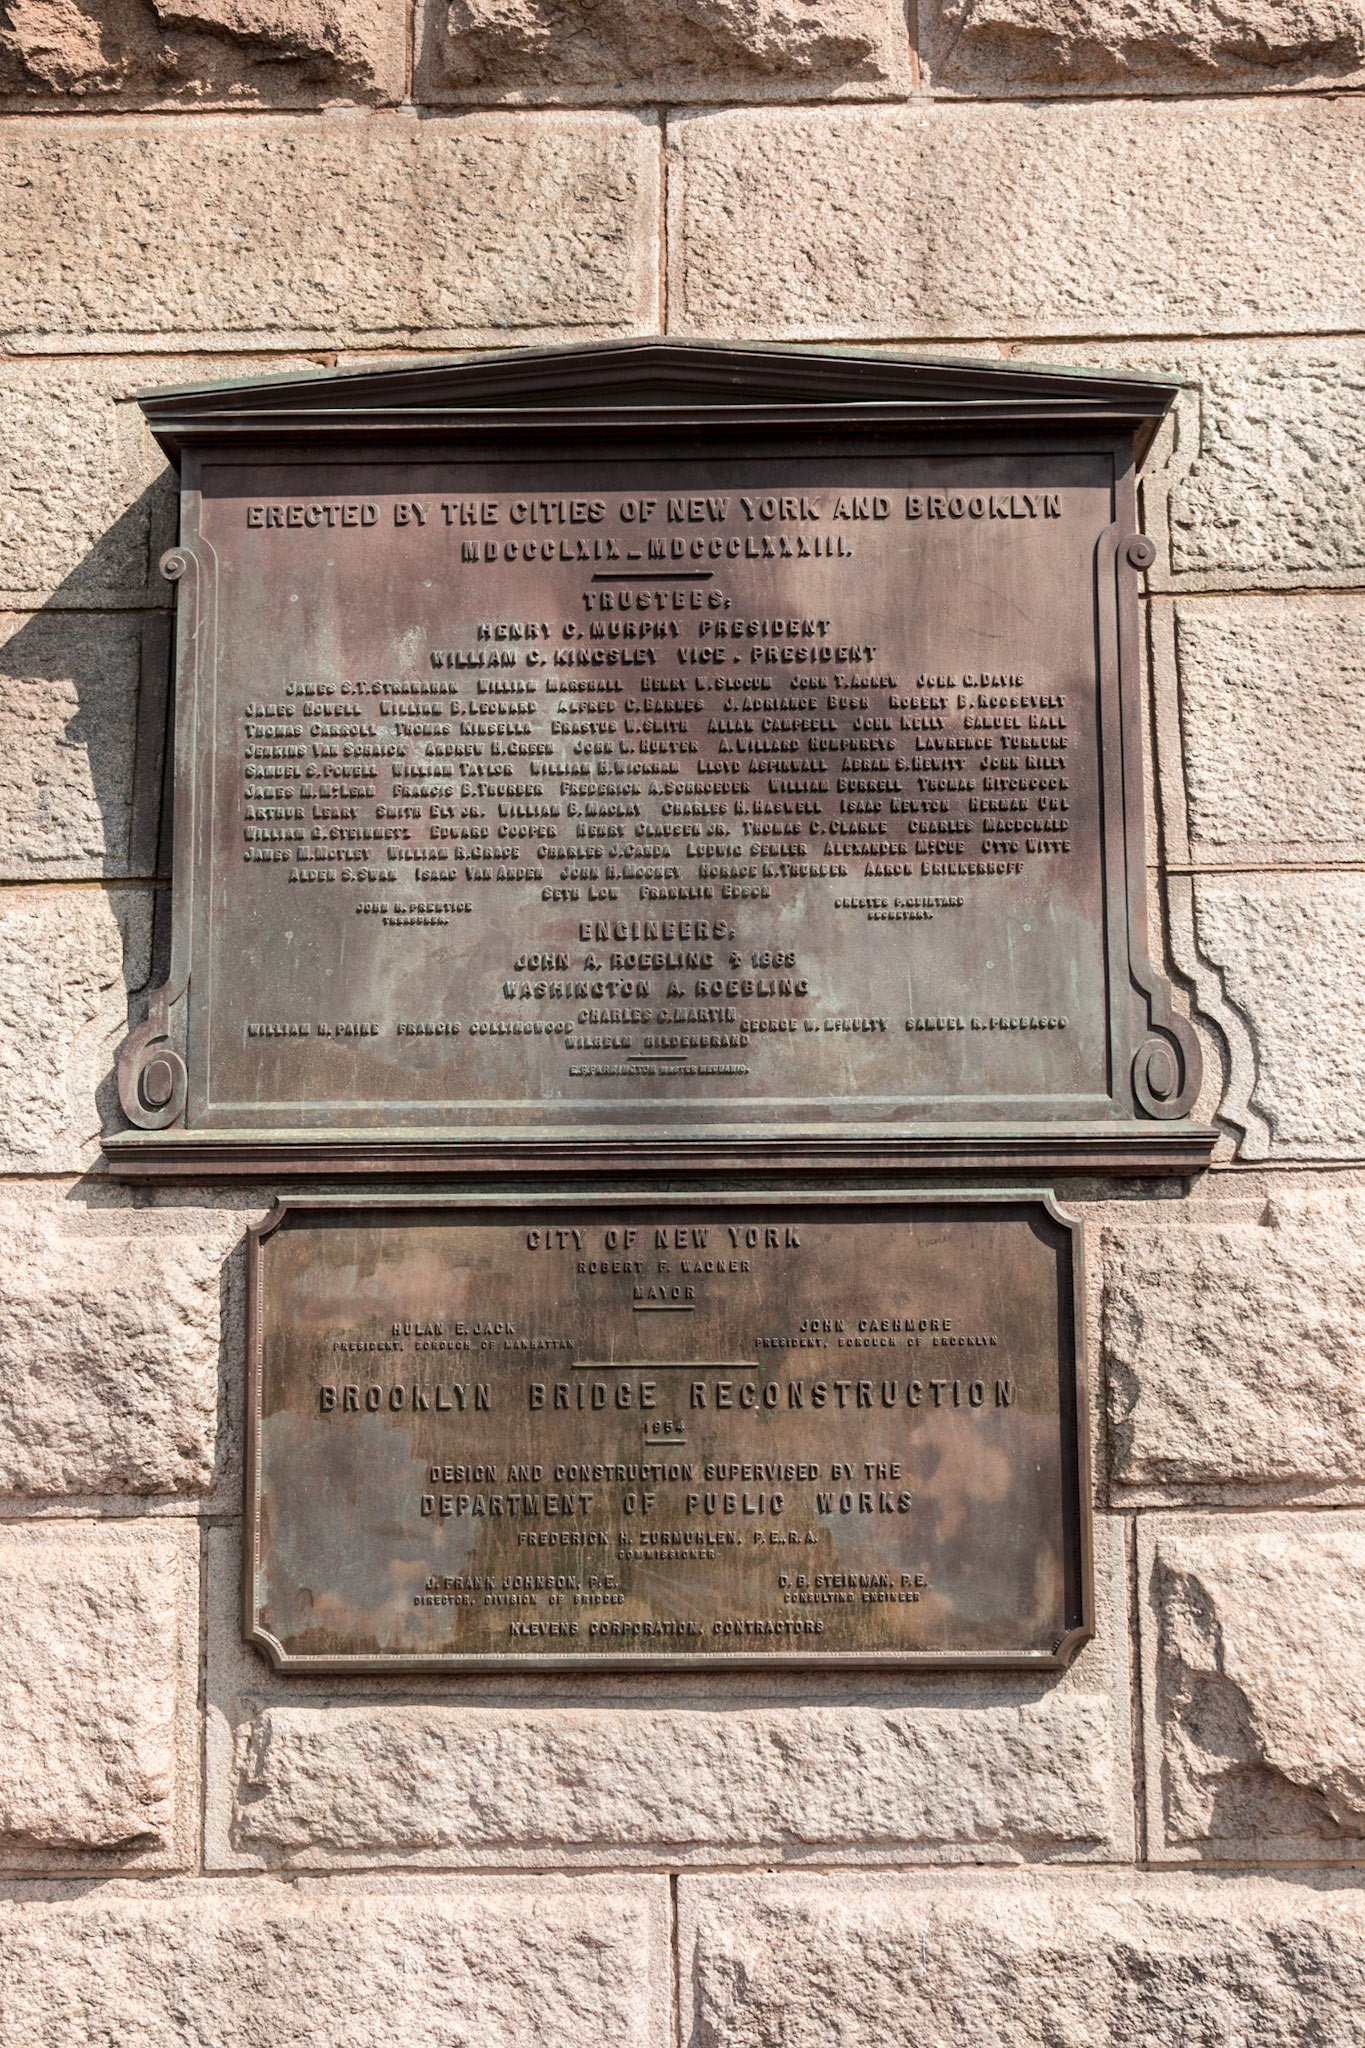 ERECTED BY THE CITIES OF NEW YORK AND BROOKLYN
MDCCCLXIX_MDCCCLXXXIII.
TRUSTEES;
HENRY C. MURPHY PRESIDENT
WILLIAM C. KINGSLEY VICE. PRESIDENT
JAMES S.T. STRANAHAN WILLIAM MARSHALL HENRY W. SLOCUM JOHN T. AGNEW JOHN G. DAVIS
JAMES HOWELL WILLIAM B. LEONARD ALFRED C. BARNES J. ADRIANCE BUSH ROBERT B. ROOSEVELT
THOMAS CARROLL THOMAS KINSELLA ERASTUS W. SMITH ALLAN CAMPBELL JOHN KELLY SAMUEL HALL
JENKINS VAN SCHAICK ANDREW H. GREEN JOHN W. HUNTER A. WILLARD HUMPHREYS LAWRENCE TURNURE
SAMUEL S. POWELL WILLIAM TAYLOR WILLIAM H. WICKHAM LLOYD ASPINWALL ABRAM S. HEWITT JOHN RILEY
JAMES M. McLEAN FRANCIS B. THURBER FREDERICK A. SCHROEDER WILLIAM BURRELL THOMAS HITCHCOCK
ARTHUR LEARY SMITH ELY JR. WILLIAM B. MACLAY CHARLES H. HASWELL ISAAC NEWTON HERMAN UHL
WILLIAM G. STEINMETZ EDWARD COOPER HENRY CLAUSEN JR. THOMAS C. CLARKE CHARLES MACDONALD
JAMES M. MOTLEY WILLIAM R. GRACE CHARLES J. CANDA LUDWIG SEMLER ALEXANDER McCUE OTTO WITTE
ALDEN S. SWAN ISAAC VAN ANDEN JOHN H. MOONEY HORACE K. THURBER AARON BRINKERHOFF
SETH LOW FRANKLIN EDSON
JOHN H. PRENTICE ORESTES P. QUINTARD
TREASURER. SECRETARY.
ENGINEERS;
JOHN A. ROEBLING ‡ 1869
WASHINGTON A. ROEBLING
CHARLES C. MARTIN
WILLIAM H. PAINE FRANCIS COLLINGWOOD GEORGE W. McNULTY SAMUEL R. PROBASCO
WILHELM HILDENBRAND
E.F. FARRINGTON MASTER MECHANIC.
CITY OF NEW YORK
ROBERT F. WAGNER
MAYOR
HULAN E. JACK JOHN CASHMORE
PRESIDENT, BOROUGH OF MANHATTAN PRESIDENT, BOROUGH OF BROOKLYN
BROOKLYN BRIDGE RECONSTRUCTION
1954
DESIGN AND CONSTRUCTION SUPERVISED BY THE
DEPARTMENT OF PUBLIC WORKS
FREDERICK H. ZURMUHLEN, P.E., R.A.
COMMISSIONER
J. FRANK JOHNSON, P.E. D. B. STEINMAN, P.E.
DIRECTOR, DIVISION OF BRIDGES CONSULTING ENGINEER
KLEVENS CORPORATION, CONTRACTORS